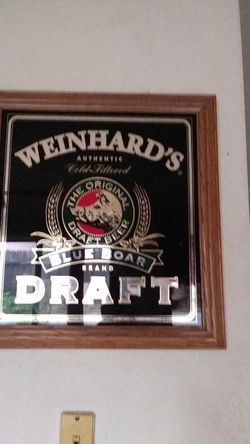 WEINHARD'S
AUTHENTIC
Cold-Filtered
THE ORIGINAL
DRAFT BEER
BLUE BOAR
BRAND
DRAFT